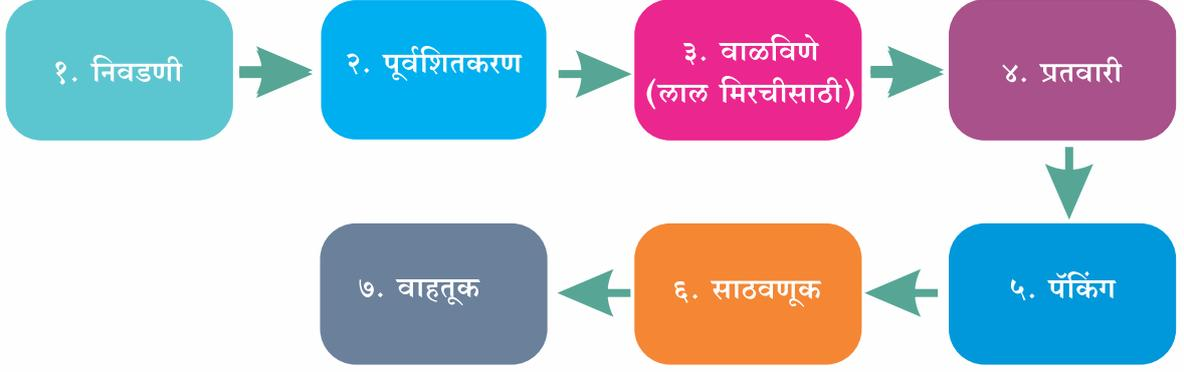 १. निवडणी
२. पूर्वशितकरण
३. वाळविणे
(लाल मिरचीसाठी)
४. प्रतवारी
५. पॅकिंग
६. साठवणूक
७. वाहतूक